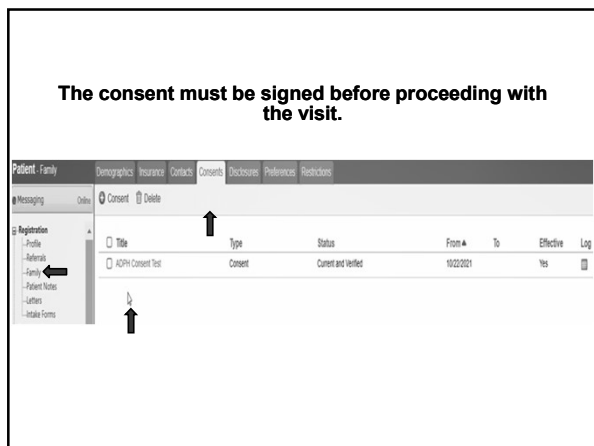 The consent must be signed before proceeding with
the visit.
Patient - Family
Demographics Insurance Contacts Consents Disclosures Preferences Restrictions
Messaging Online
Consent Delete
Registration
Profile
Referrals
Family
Patient Notes
Letters
Intake Forms
Title Type Status From To Effective Log
ADPH Consent Test Consent Current and Verified 10/22/2021 Yes